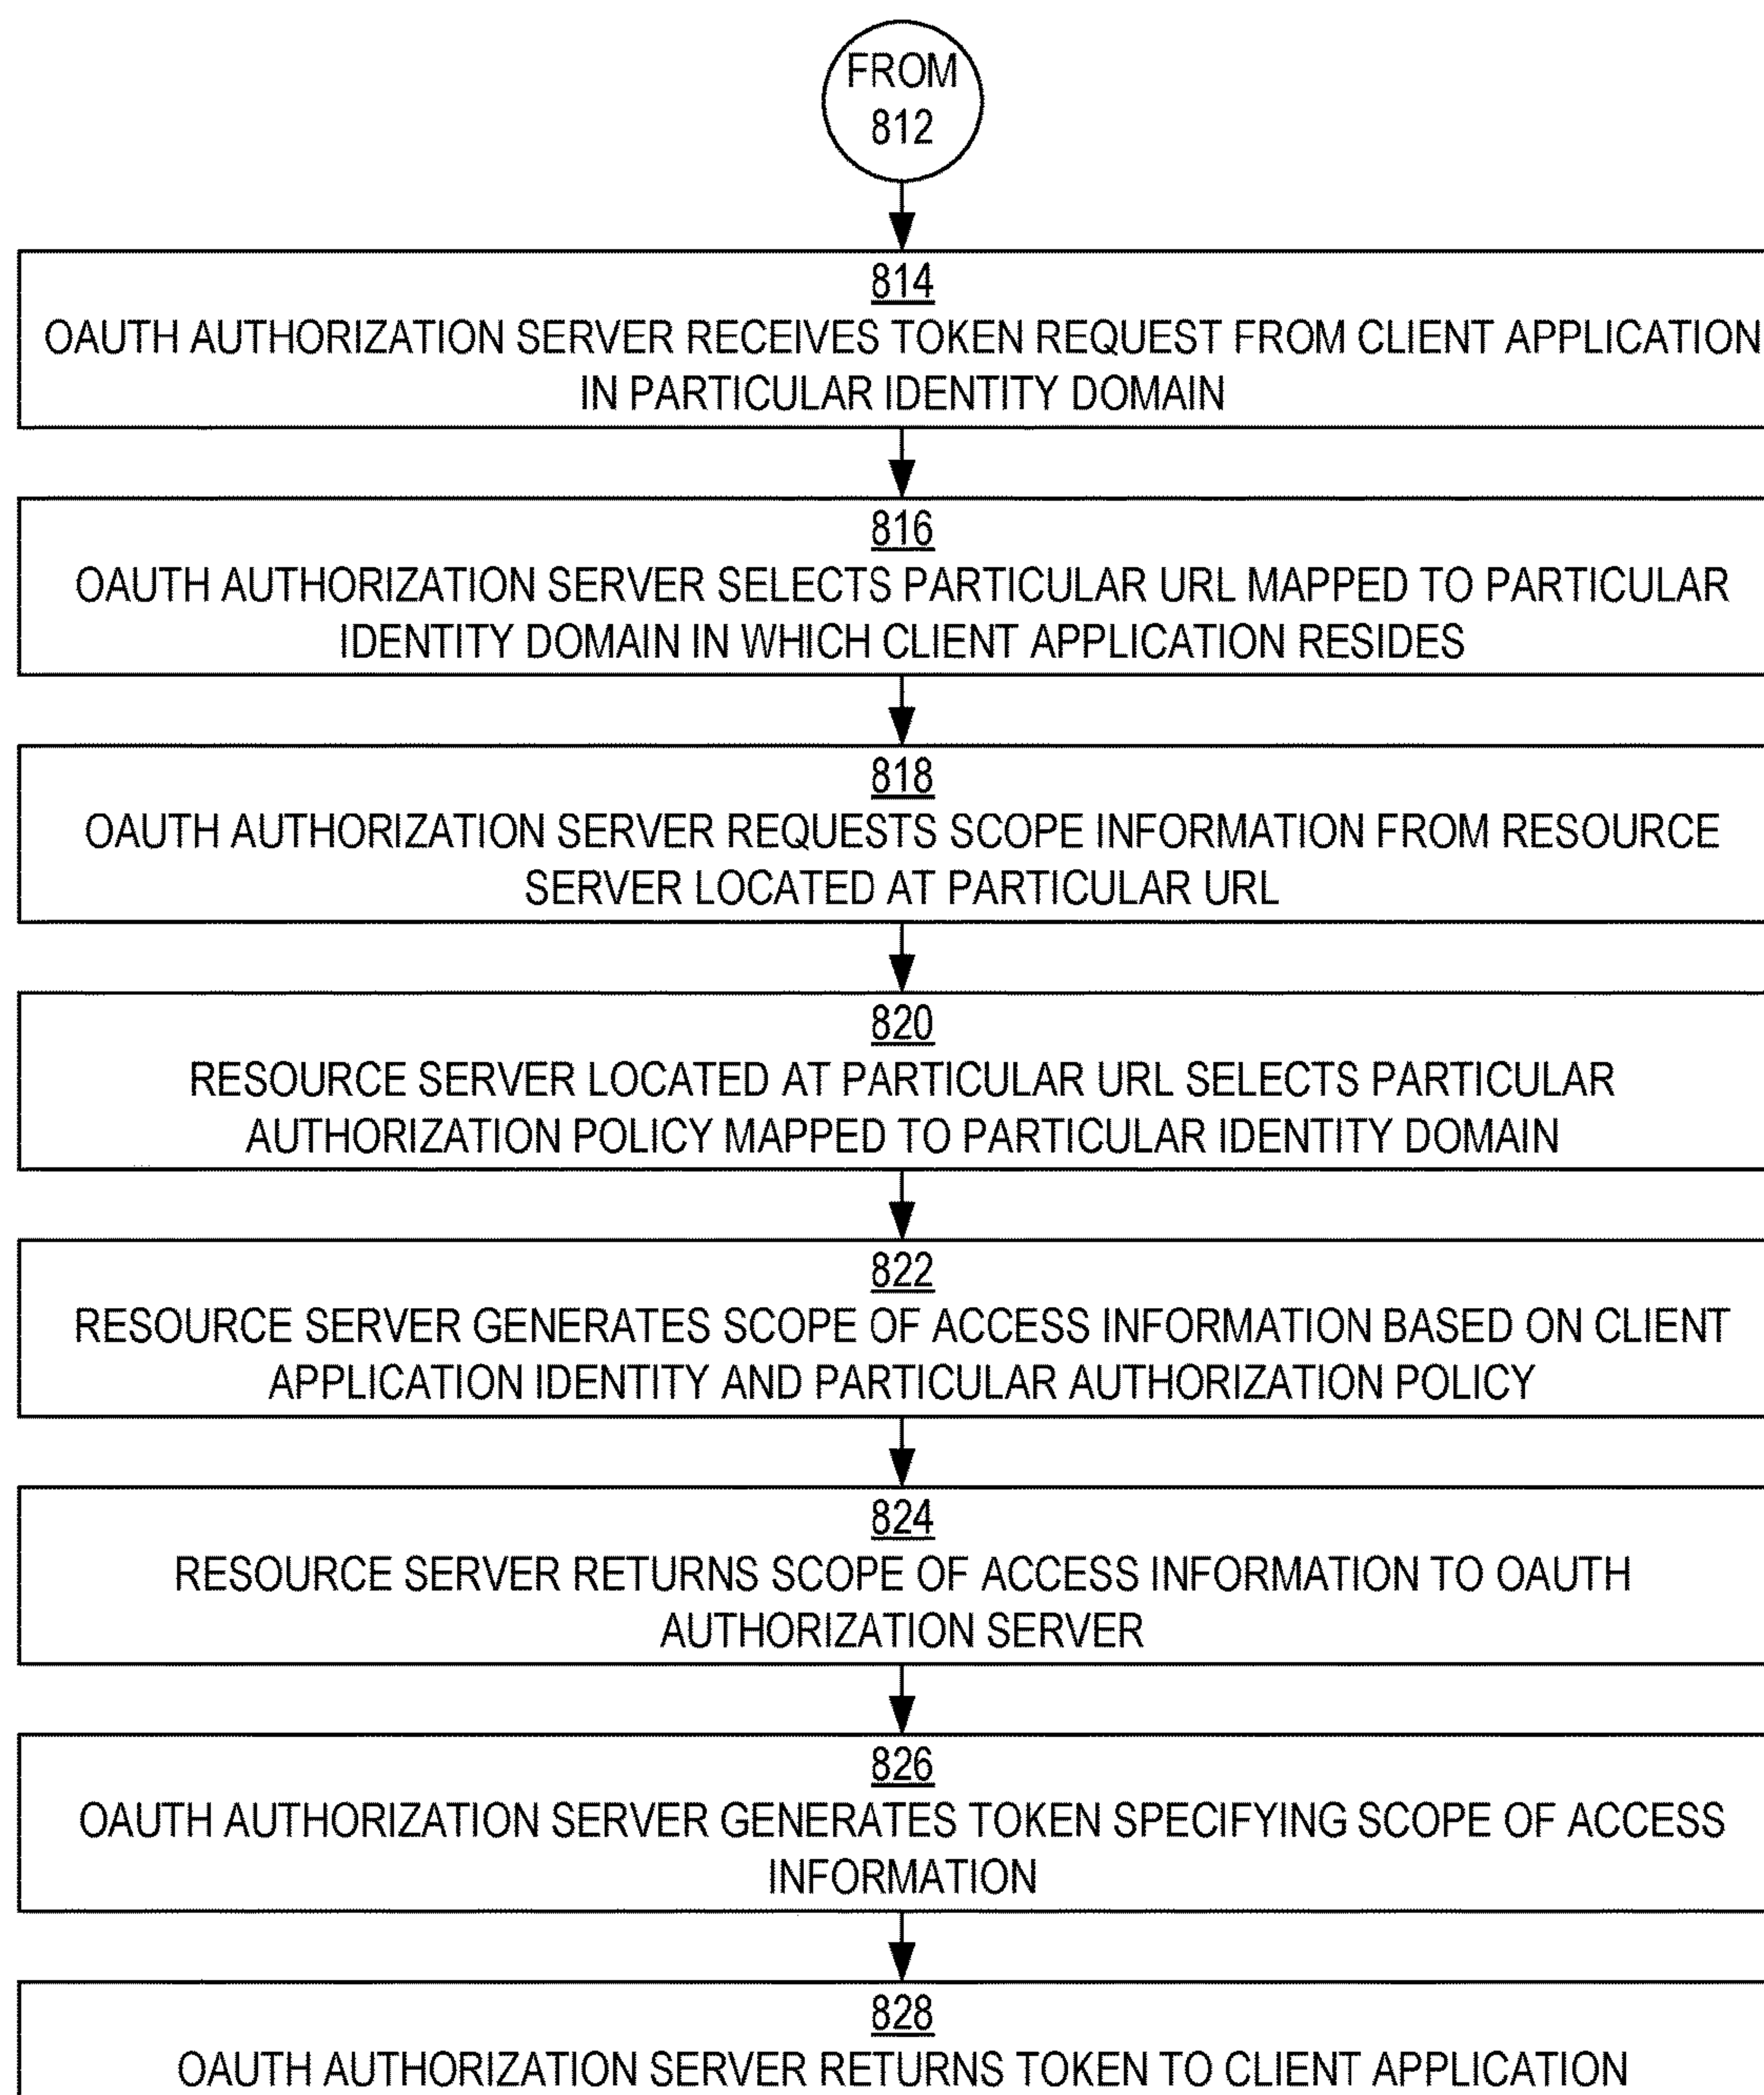 FROM
812
814
OAUTH AUTHORIZATION SERVER RECEIVES TOKEN REQUEST FROM CLIENT APPLICATION
IN PARTICULAR IDENTITY DOMAIN
816
OAUTH AUTHORIZATION SERVER SELECTS PARTICULAR URL MAPPED TO PARTICULAR
IDENTITY DOMAIN IN WHICH CLIENT APPLICATION RESIDES
818
OAUTH AUTHORIZATION SERVER REQUESTS SCOPE INFORMATION FROM RESOURCE
SERVER LOCATED AT PARTICULAR URL
820
RESOURCE SERVER LOCATED AT PARTICULAR URL SELECTS PARTICULAR
AUTHORIZATION POLICY MAPPED TO PARTICULAR IDENTITY DOMAIN
822
RESOURCE SERVER GENERATES SCOPE OF ACCESS INFORMATION BASED ON CLIENT
APPLICATION IDENTITY AND PARTICULAR AUTHORIZATION POLICY
824
RESOURCE SERVER RETURNS SCOPE OF ACCESS INFORMATION TO OAUTH
AUTHORIZATION SERVER
826
OAUTH AUTHORIZATION SERVER GENERATES TOKEN SPECIFYING SCOPE OF ACCESS
INFORMATION
828
OAUTH AUTHORIZATION SERVER RETURNS TOKEN TO CLIENT APPLICATION